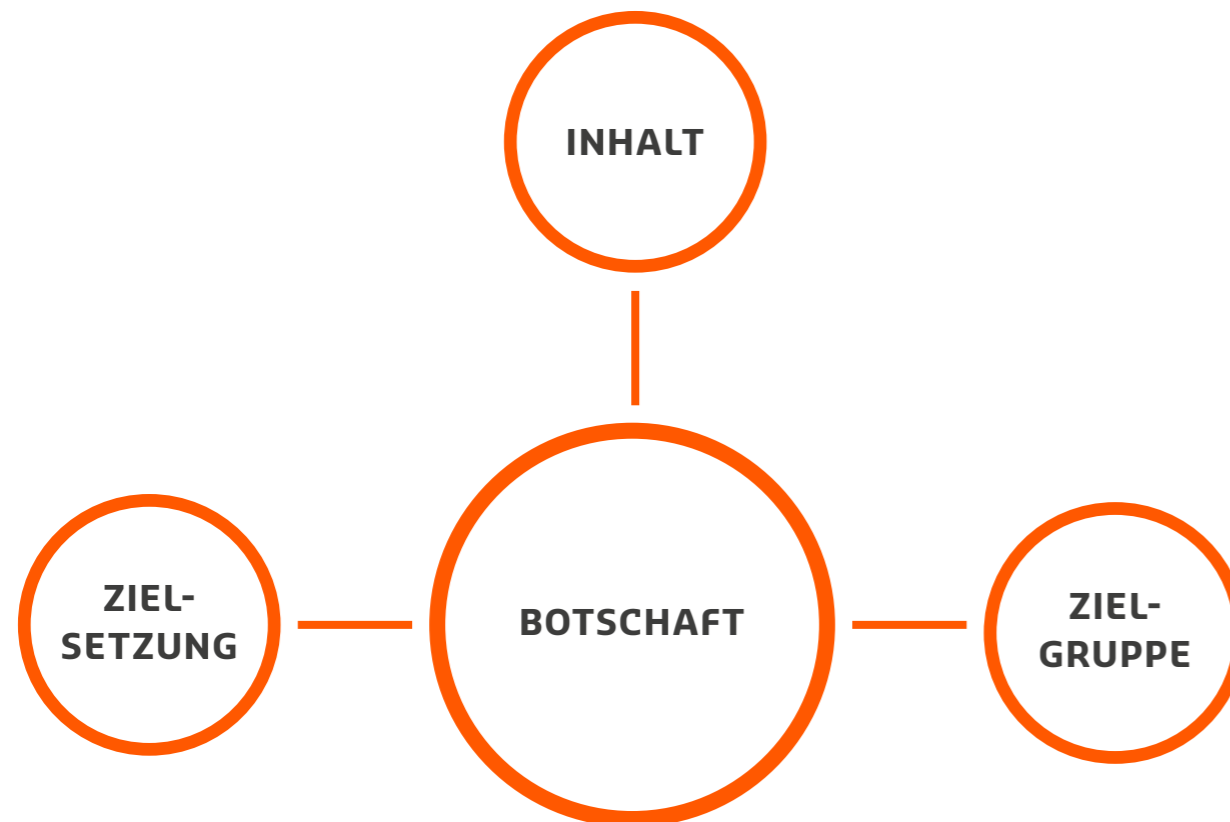 INHALT
ZIEL-
SETZUNG
BOTSCHAFT
ZIEL-
GRUPPE